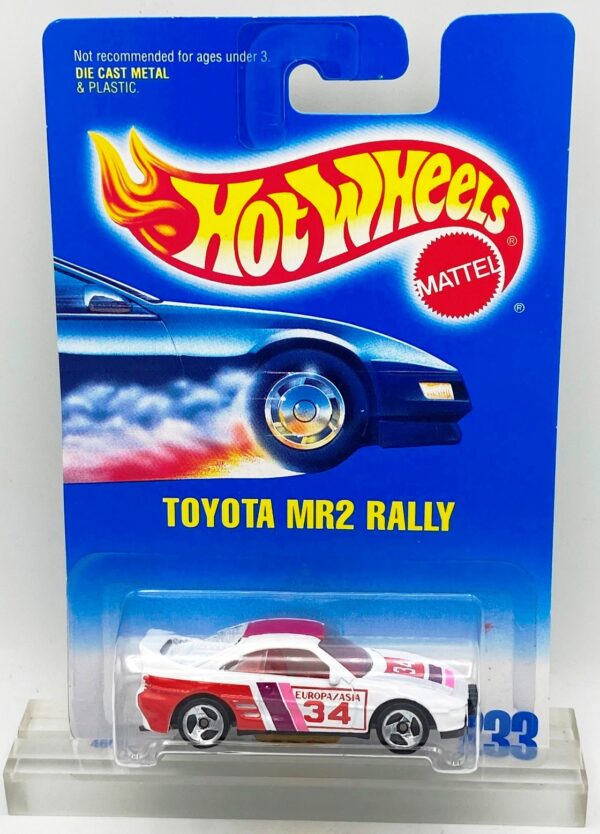 Not recommended for ages under 3.
DIE CAST METAL
& PLASTIC.
HOT WHEELS
®
MATTEL
®
TOYOTA MR2 RALLY
34
EUROPA/ASIA
34
233